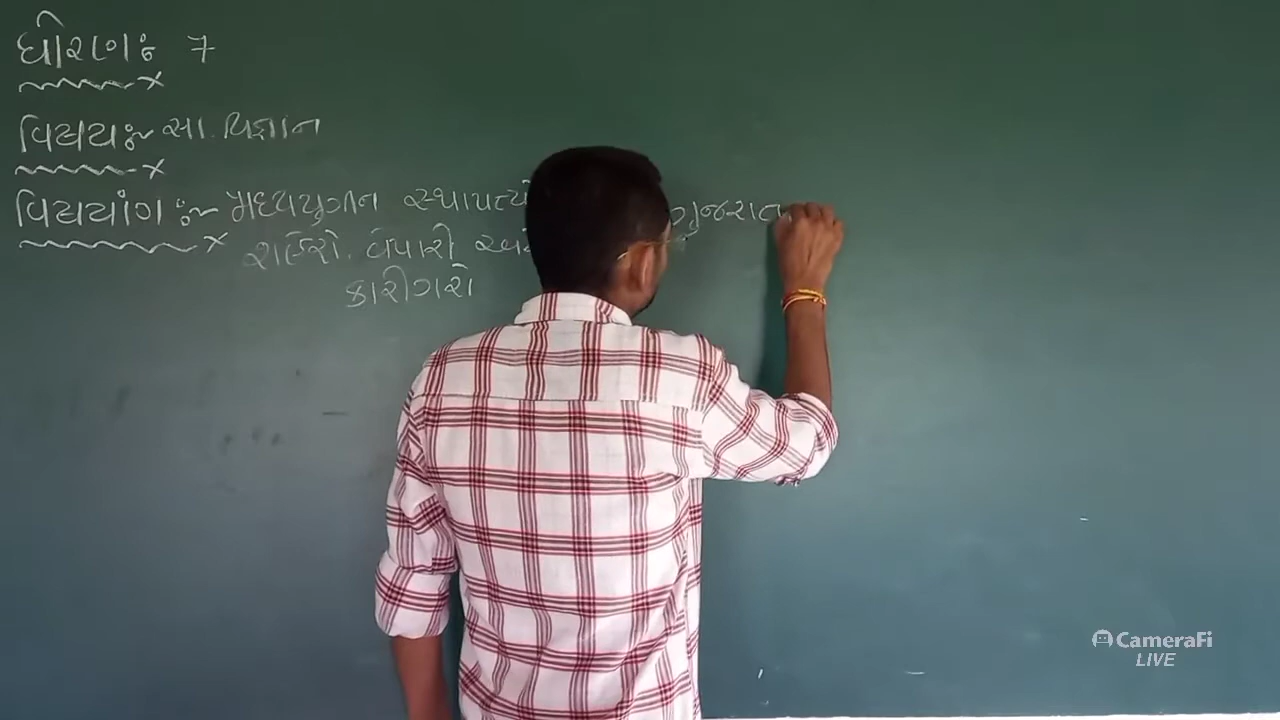 ધોરણઃ 7
વિષયઃ સા. વિજ્ઞાન
વિષયાંગઃ મધ્યયુગીન સ્થાપત્યો ગુજરાત
શહેરો. વેપારી અને
કારીગરો
CameraFi
LIVE